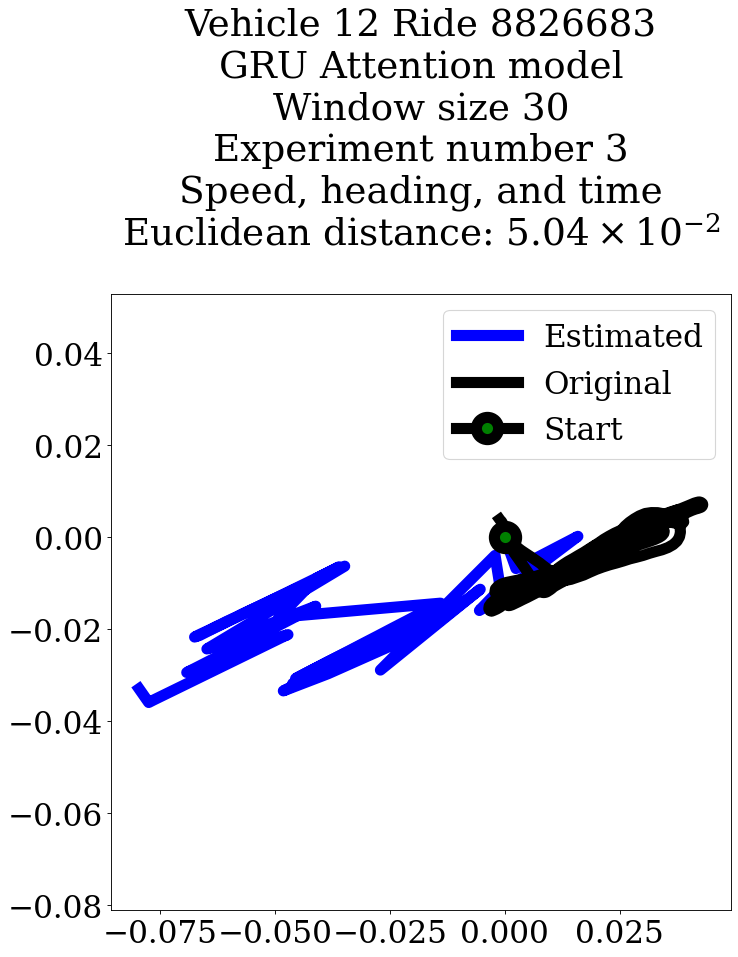 Vehicle 12 Ride 8826683
GRU Attention model
Window size 30
Experiment number 3
Speed, heading, and time
Euclidean distance: 5.04 × 10⁻²
Estimated
Original
Start
0.04
0.02
0.00
−0.02
−0.04
−0.06
−0.08
−0.075 −0.050 −0.025 0.000 0.025